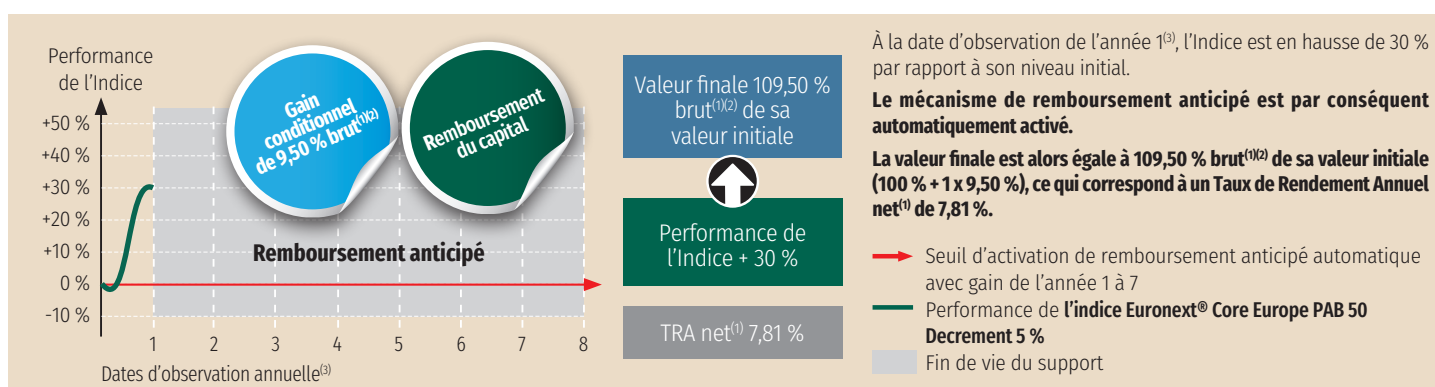 Performance
de l'Indice
+50 %
+40 %
+30 %
+20 %
+10 %
0 %
-10 %
1 2 3 4 5 6 7 8
Dates d'observation annuelle(3)
Gain
conditionnel
de 9,50 % brut(1)(2)
Remboursement
du capital
Remboursement anticipé
Valeur finale 109,50 %
brut(1)(2) de sa
valeur initiale
Performance de
l'Indice + 30 %
TRA net(1) 7,81 %
À la date d'observation de l'année 1(3), l'Indice est en hausse de 30 %
par rapport à son niveau initial.
Le mécanisme de remboursement anticipé est par conséquent
automatiquement activé.
La valeur finale est alors égale à 109,50 % brut(1)(2) de sa valeur initiale
(100 % + 1 x 9,50 %), ce qui correspond à un Taux de Rendement Annuel
net(1) de 7,81 %.
Seuil d'activation de remboursement anticipé automatique
avec gain de l'année 1 à 7
Performance de l'indice Euronext® Core Europe PAB 50
Decrement 5 %
Fin de vie du support